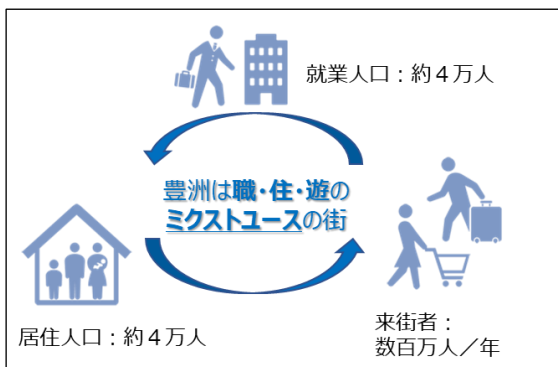 就業人口：約４万人
豊洲は職・住・遊の
ミクストユースの街
居住人口：約４万人
来街者：
数百万人／年